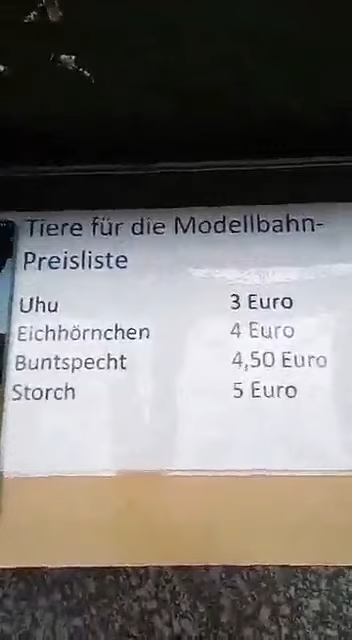 Tiere für die Modellbahn-
Preisliste
Uhu 3 Euro
Eichhörnchen 4 Euro
Buntspecht 4,50 Euro
Storch 5 Euro